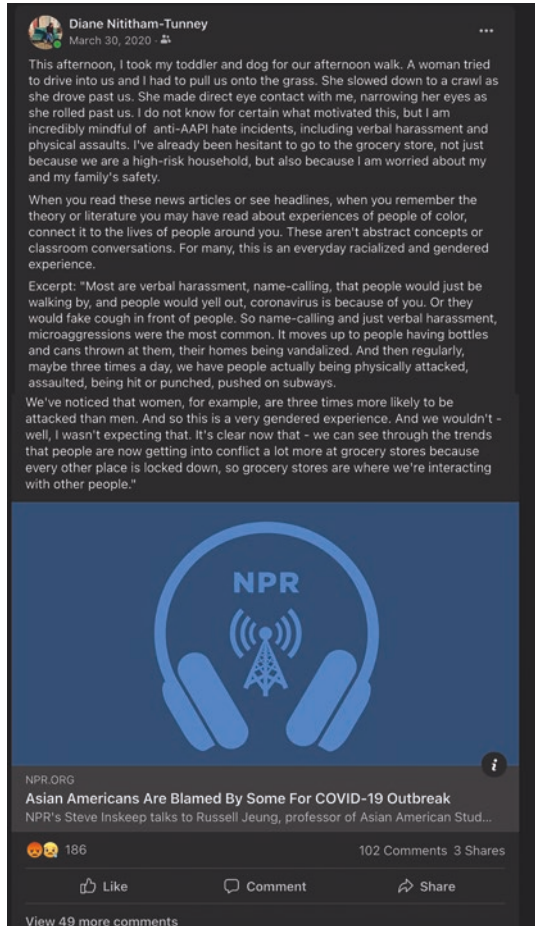 Diane Nititham-Tunney
March 30, 2020 ·
This afternoon, I took my toddler and dog for our afternoon walk. A woman tried
to drive into us and I had to pull us onto the grass. She slowed down to a crawl as
she drove past us. She made direct eye contact with me, narrowing her eyes as
she rolled past us. I do not know for certain what motivated this, but I am
incredibly mindful of anti-AAPI hate incidents, including verbal harassment and
physical assaults. I've already been hesitant to go to the grocery store, not just
because we are a high-risk household, but also because I am worried about my
and my family's safety.
When you read these news articles or see headlines, when you remember the
theory or literature you may have read about experiences of people of color,
connect it to the lives of people around you. These aren't abstract concepts or
classroom conversations. For many, this is an everyday racialized and gendered
experience.
Excerpt: "Most are verbal harassment, name-calling, that people would just be
walking by, and people would yell out, coronavirus is because of you. Or they
would fake cough in front of people. So name-calling and just verbal harassment,
microaggressions were the most common. It moves up to people having bottles
and cans thrown at them, their homes being vandalized. And then regularly,
maybe three times a day, we have people actually being physically attacked,
assaulted, being hit or punched, pushed on subways.
We've noticed that women, for example, are three times more likely to be
attacked than men. And so this is a very gendered experience. And we wouldn't -
well, I wasn't expecting that. It's clear now that - we can see through the trends
that people are now getting into conflict a lot more at grocery stores because
every other place is locked down, so grocery stores are where we're interacting
with other people."
NPR
i
NPR.ORG
Asian Americans Are Blamed By Some For COVID-19 Outbreak
NPR's Steve Inskeep talks to Russell Jeung, professor of Asian American Stud...
186 102 Comments 3 Shares
Like Comment Share
View 49 more comments